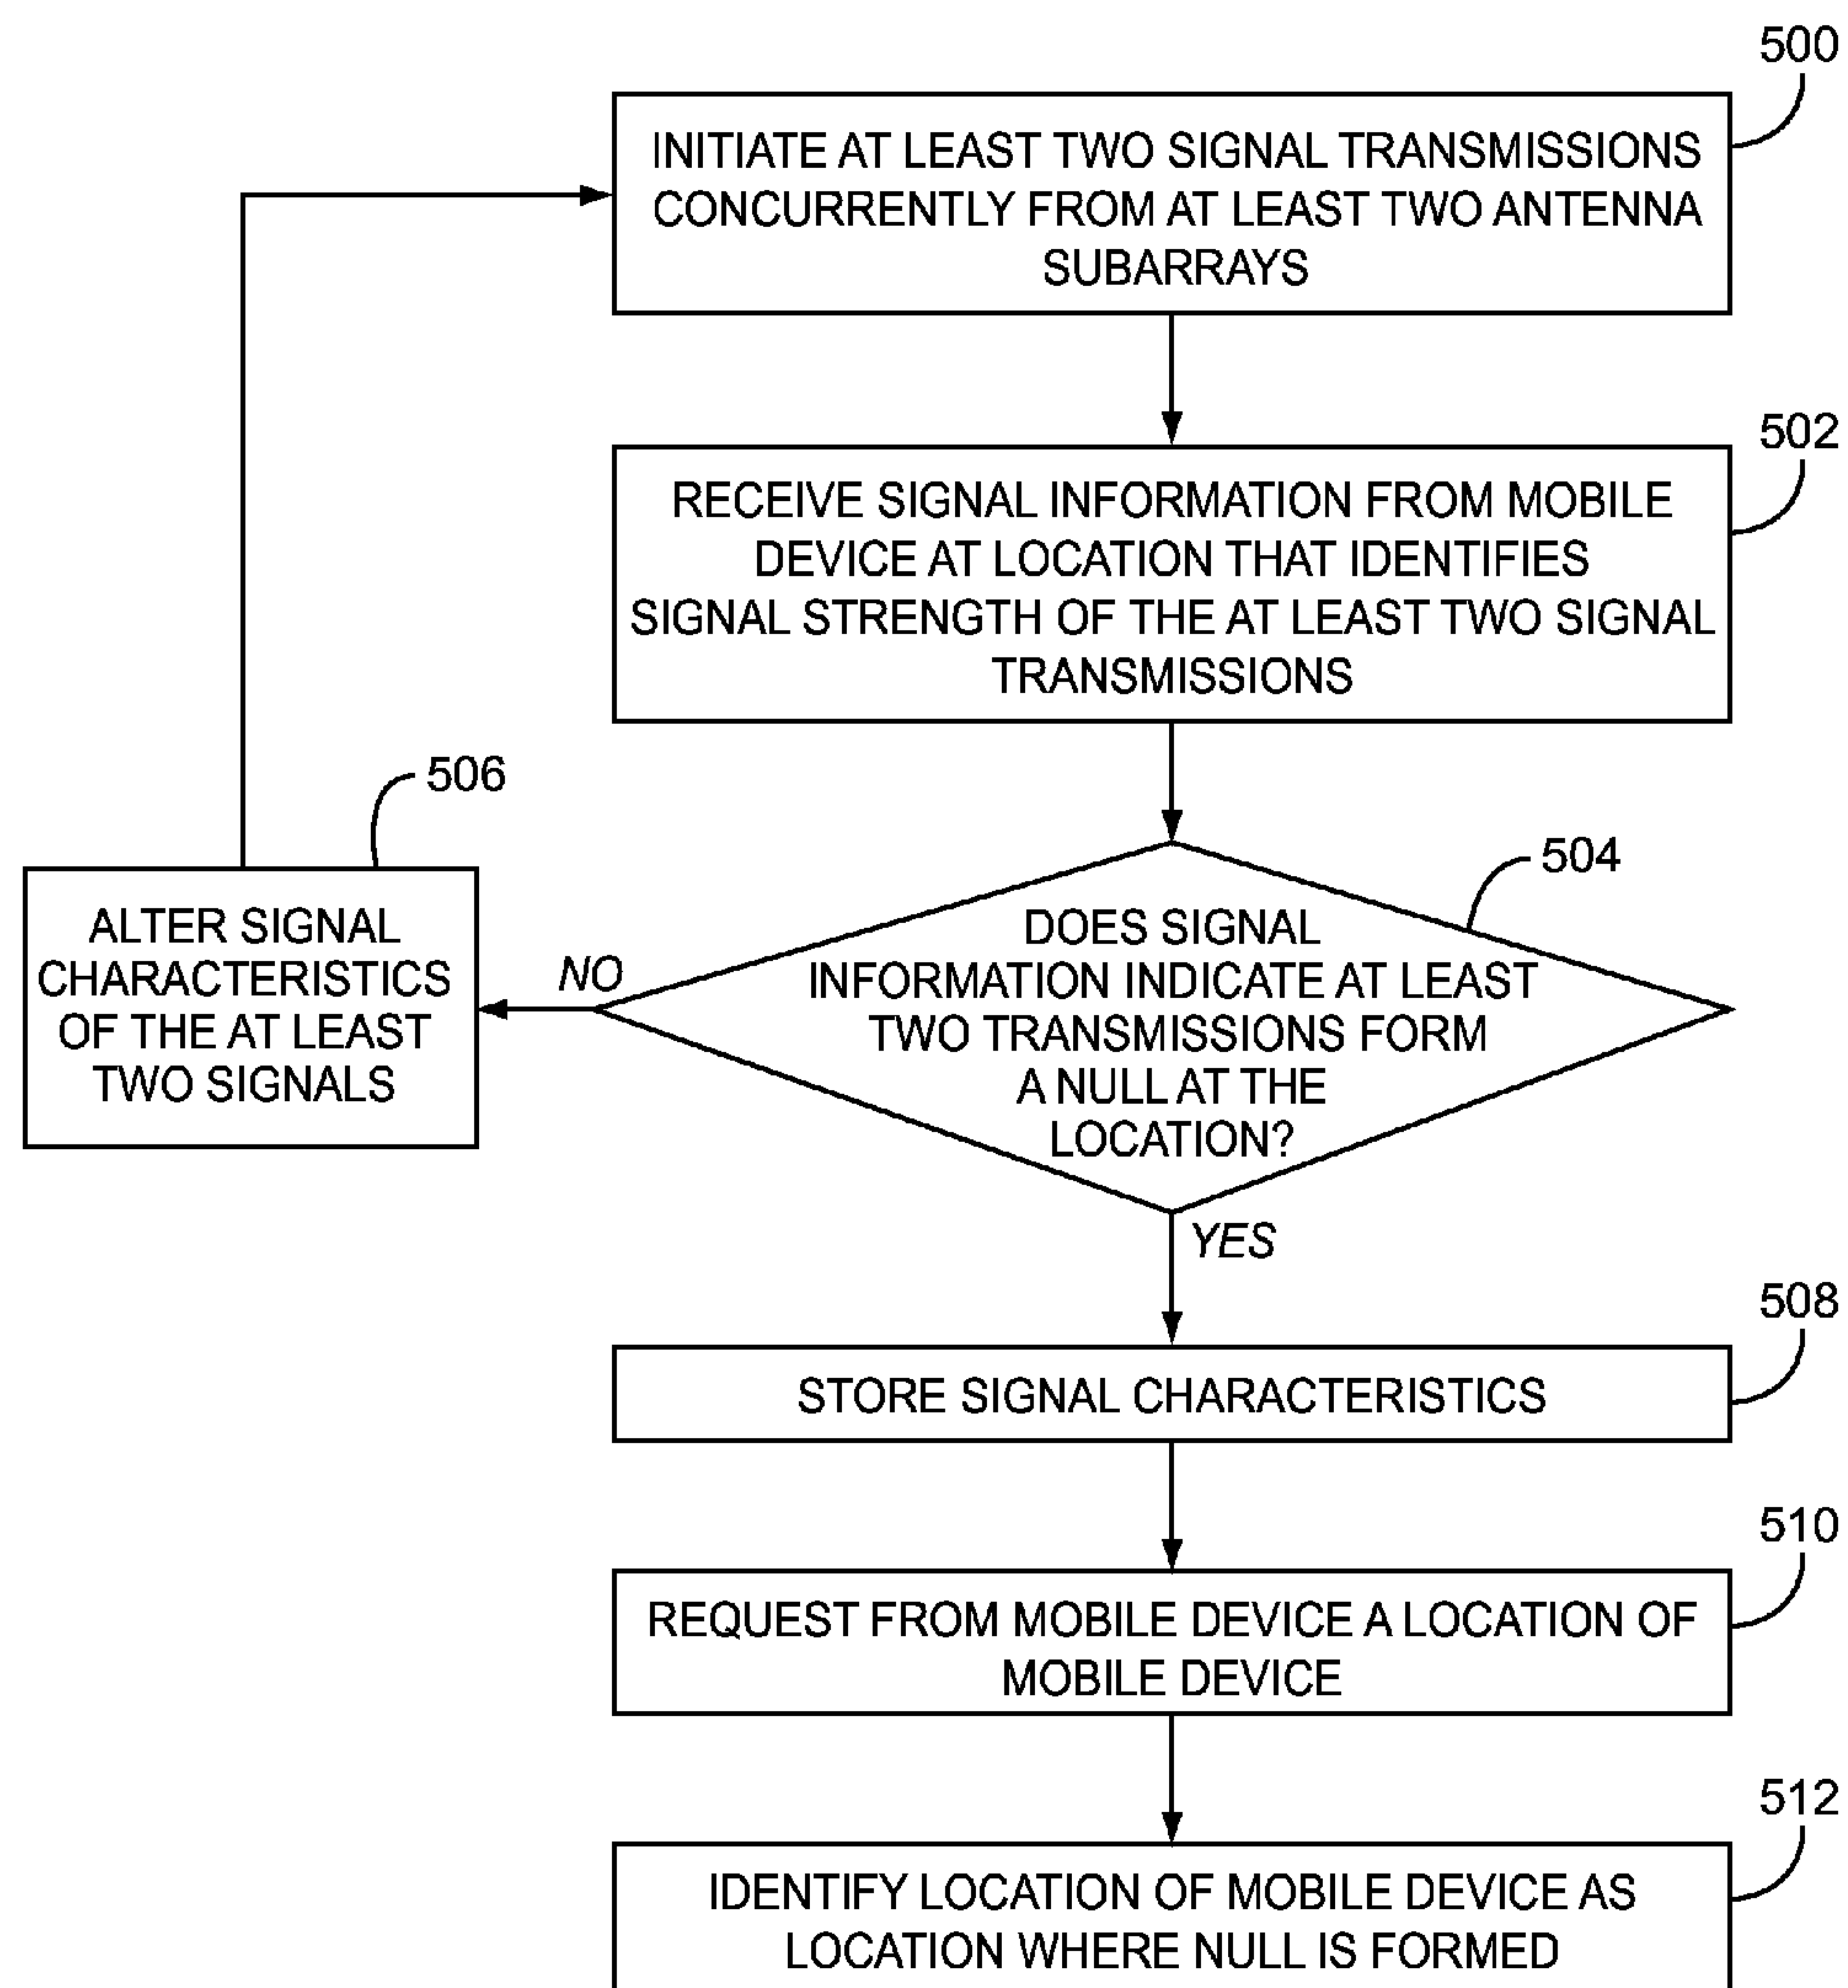 500
INITIATE AT LEAST TWO SIGNAL TRANSMISSIONS
CONCURRENTLY FROM AT LEAST TWO ANTENNA
SUBARRAYS
502
RECEIVE SIGNAL INFORMATION FROM MOBILE
DEVICE AT LOCATION THAT IDENTIFIES
SIGNAL STRENGTH OF THE AT LEAST TWO SIGNAL
TRANSMISSIONS
506
ALTER SIGNAL
CHARACTERISTICS
OF THE AT LEAST
TWO SIGNALS
NO
504
DOES SIGNAL
INFORMATION INDICATE AT LEAST
TWO TRANSMISSIONS FORM
A NULL AT THE
LOCATION?
YES
508
STORE SIGNAL CHARACTERISTICS
510
REQUEST FROM MOBILE DEVICE A LOCATION OF
MOBILE DEVICE
512
IDENTIFY LOCATION OF MOBILE DEVICE AS
LOCATION WHERE NULL IS FORMED